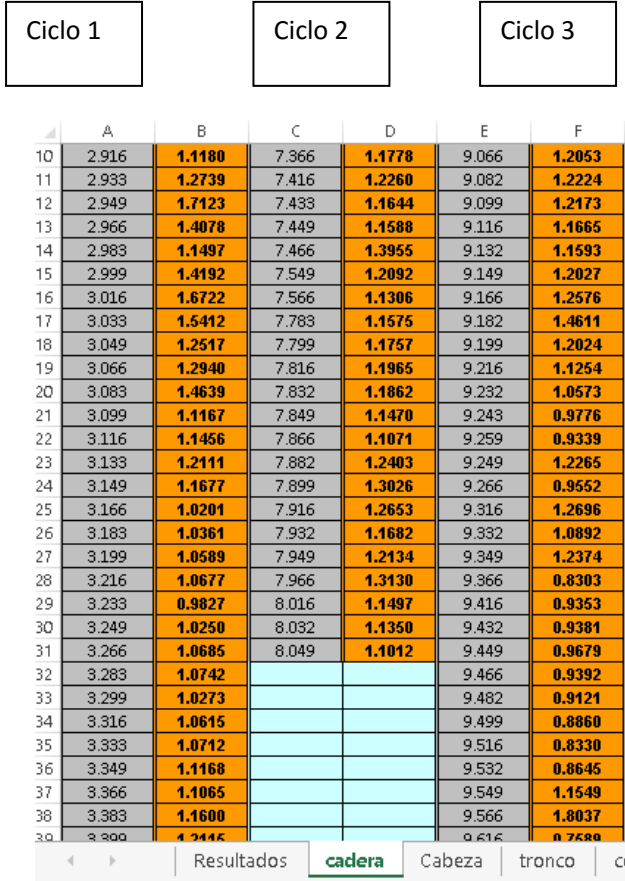 Ciclo 1 Ciclo 2 Ciclo 3
A B C D E F
10 2.916 1.1180 7.366 1.1778 9.066 1.2053
11 2.933 1.2739 7.416 1.2260 9.082 1.2224
12 2.949 1.7123 7.433 1.1644 9.099 1.2173
13 2.966 1.4078 7.449 1.1588 9.116 1.1665
14 2.983 1.1497 7.466 1.3955 9.132 1.1593
15 2.999 1.4192 7.549 1.2092 9.149 1.2027
16 3.016 1.6722 7.566 1.1306 9.166 1.2576
17 3.033 1.5412 7.783 1.1575 9.182 1.4611
18 3.049 1.2517 7.799 1.1757 9.199 1.2024
19 3.066 1.2940 7.816 1.1965 9.216 1.1254
20 3.083 1.4639 7.832 1.1862 9.232 1.0573
21 3.099 1.1167 7.849 1.1470 9.243 0.9776
22 3.116 1.1456 7.866 1.1071 9.259 0.9339
23 3.133 1.2111 7.882 1.2403 9.249 1.2265
24 3.149 1.1677 7.899 1.3026 9.266 0.9552
25 3.166 1.0201 7.916 1.2653 9.316 1.2696
26 3.183 1.0361 7.932 1.1682 9.332 1.0892
27 3.199 1.0589 7.949 1.2134 9.349 1.2374
28 3.216 1.0677 7.966 1.3130 9.366 0.8303
29 3.233 0.9827 8.016 1.1497 9.416 0.9353
30 3.249 1.0250 8.032 1.1350 9.432 0.9381
31 3.266 1.0685 8.049 1.1012 9.449 0.9679
32 3.283 1.0742 9.466 0.9392
33 3.299 1.0273 9.482 0.9121
34 3.316 1.0615 9.499 0.8860
35 3.333 1.0712 9.516 0.8330
36 3.349 1.1168 9.532 0.8645
37 3.366 1.1065 9.549 1.1549
38 3.383 1.1600 9.566 1.8037
39 3.399 1.2115 9.616 0.7589
Resultados cadera Cabeza tronco